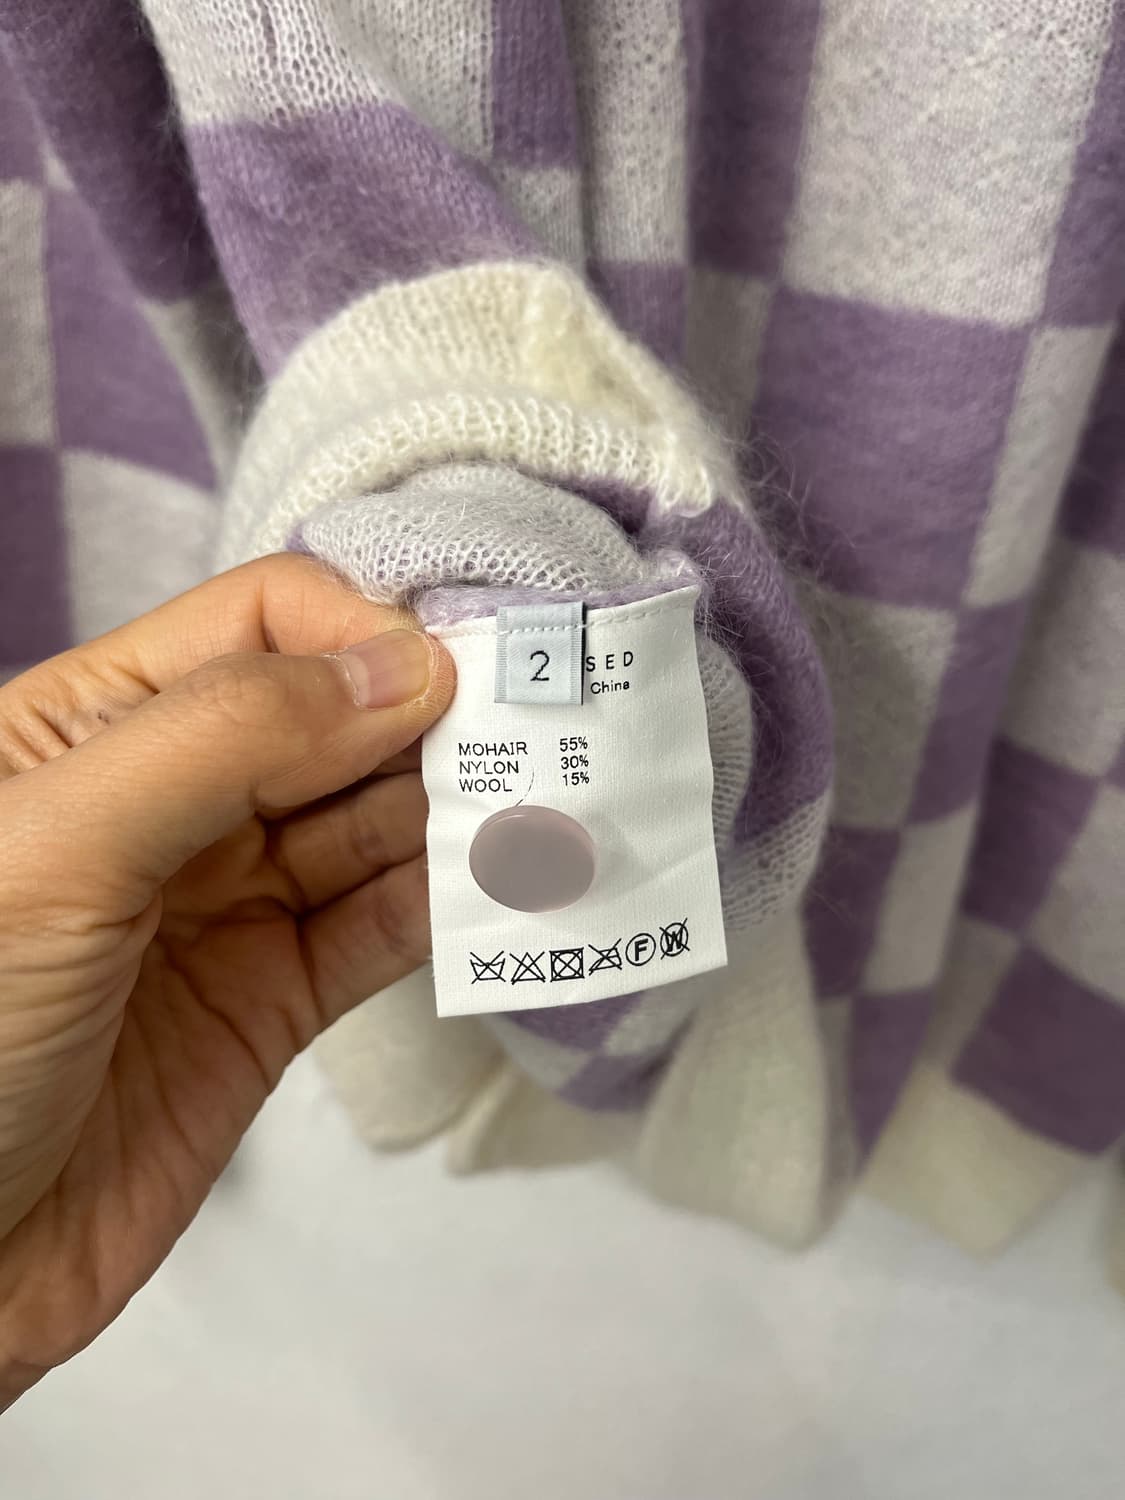 2
SED
China
MOHAIR 55%
NYLON 30%
WOOL 15%
F
W